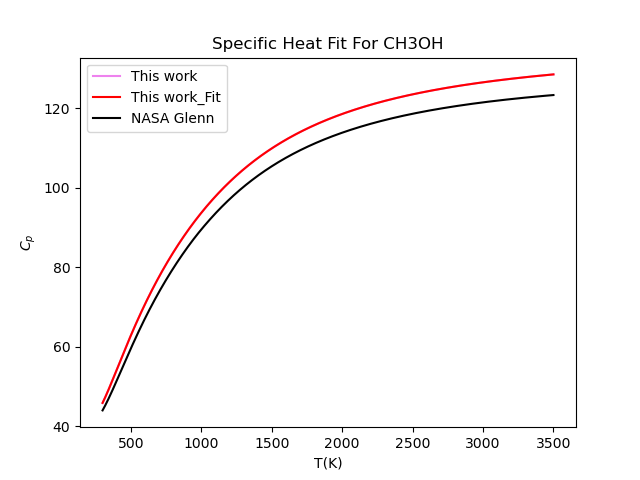 Specific Heat Fit For CH3OH
This work
This work_Fit
NASA Glenn
120
100
80
60
40
C_p
500 1000 1500 2000 2500 3000 3500
T(K)